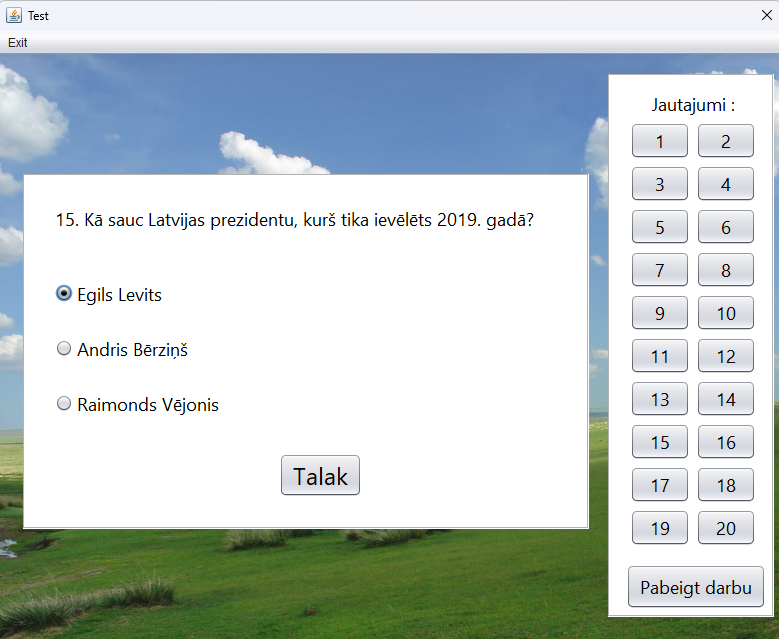 Test
Exit
15. Kā sauc Latvijas prezidentu, kurš tika ievēlēts 2019. gadā?
Egils Levits
Andris Bērziņš
Raimonds Vējonis
Talak
Jautajumi :
1 2
3 4
5 6
7 8
9 10
11 12
13 14
15 16
17 18
19 20
Pabeigt darbu